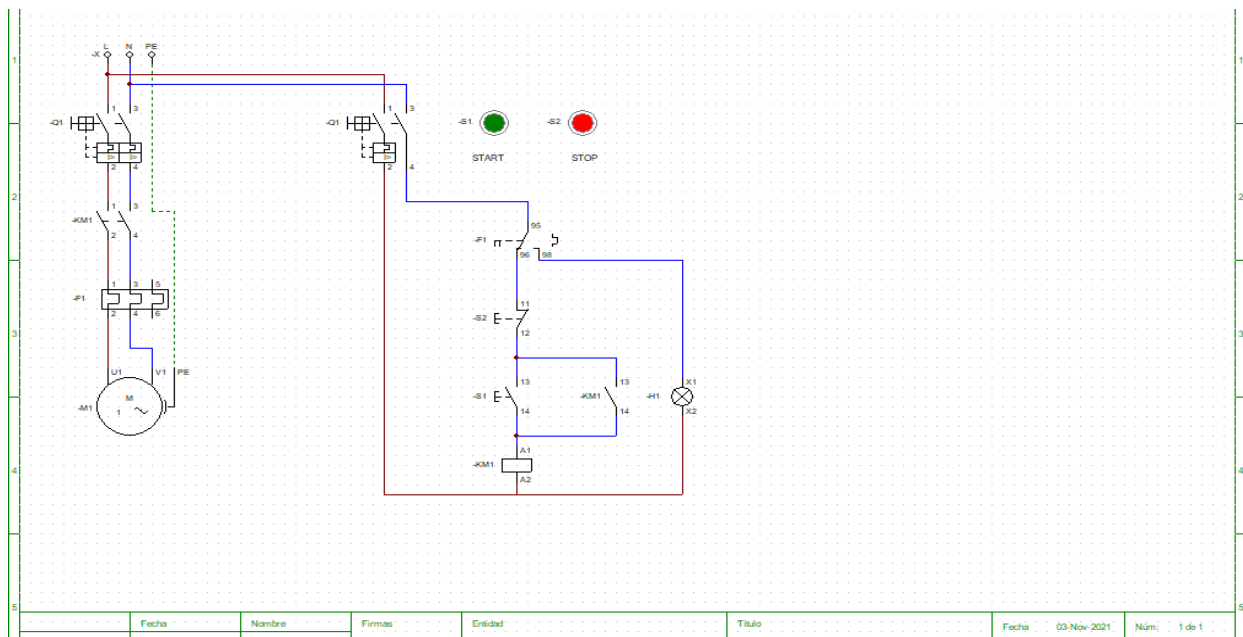 L N PE
-X
1 1
1 3 1 3
-Q1 -Q1 -S1 -S2
I> I> I>
START STOP
2 4 2 4
2 2
1 3
-KM1
2 4
95
-F1
96 98
1 3 5
-F1
2 4 6
11
-S2
12
3 3
U1 V1 PE
M
-M1 1
13 13 X1
-S1 -KM1 -H1
14 14 X2
A1
-KM1
A2
4 4
5 5
Fecha Nombre Firmas Entidad Título Fecha 03-Nov-2021 Núm: 1 de 1